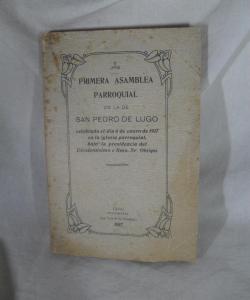 PRIMERA ASAMBLEA
PARROQUIAL
DE LA DE
SAN PEDRO DE LUGO
celebrada el día 6 de enero de 1927
en la iglesia parroquial,
bajo la presidencia del
Excelentísimo e Ilmo. Sr. Obispo
1927